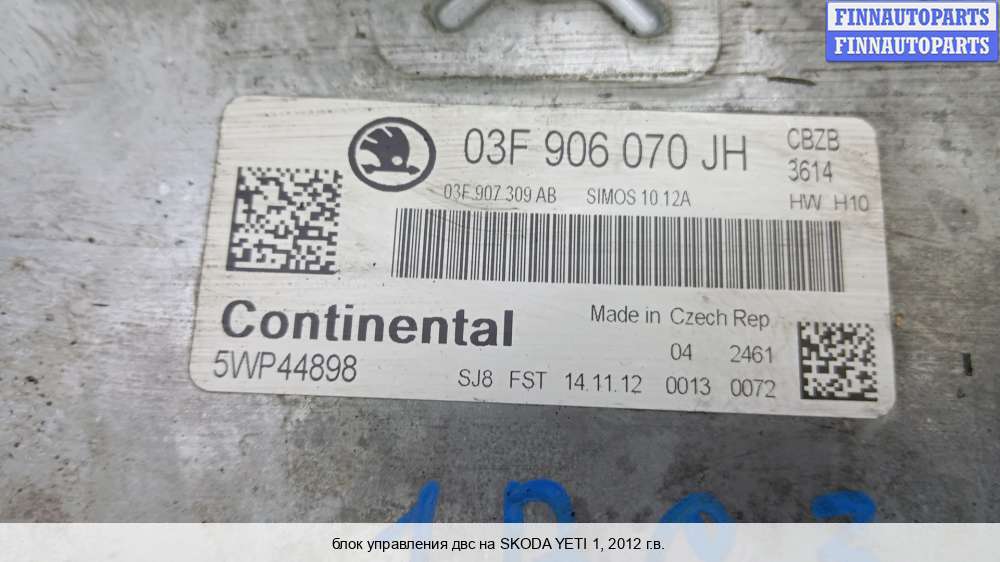 FINNAUTOPARTS
FINNAUTOPARTS
03F 906 070 JH
CBZB
3614
03F 907 309 AB SIMOS 10 12A
HW H10
Continental
Made in Czech Rep
5WP44898
04 2461
SJ8 FST 14.11.12 0013 0072
блок управления двс на SKODA YETI 1, 2012 г.в.